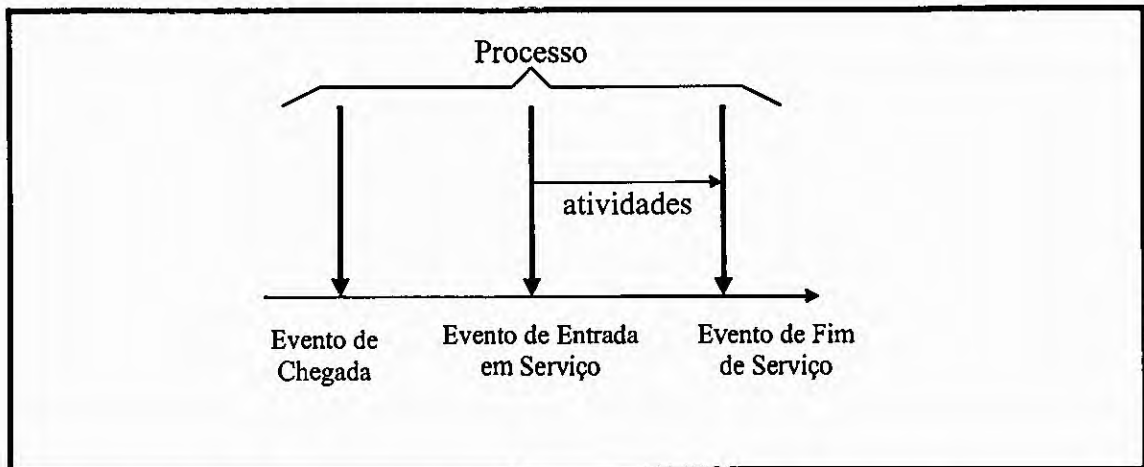 Processo
atividades
Evento de
Chegada
Evento de Entrada
em Serviço
Evento de Fim
de Serviço